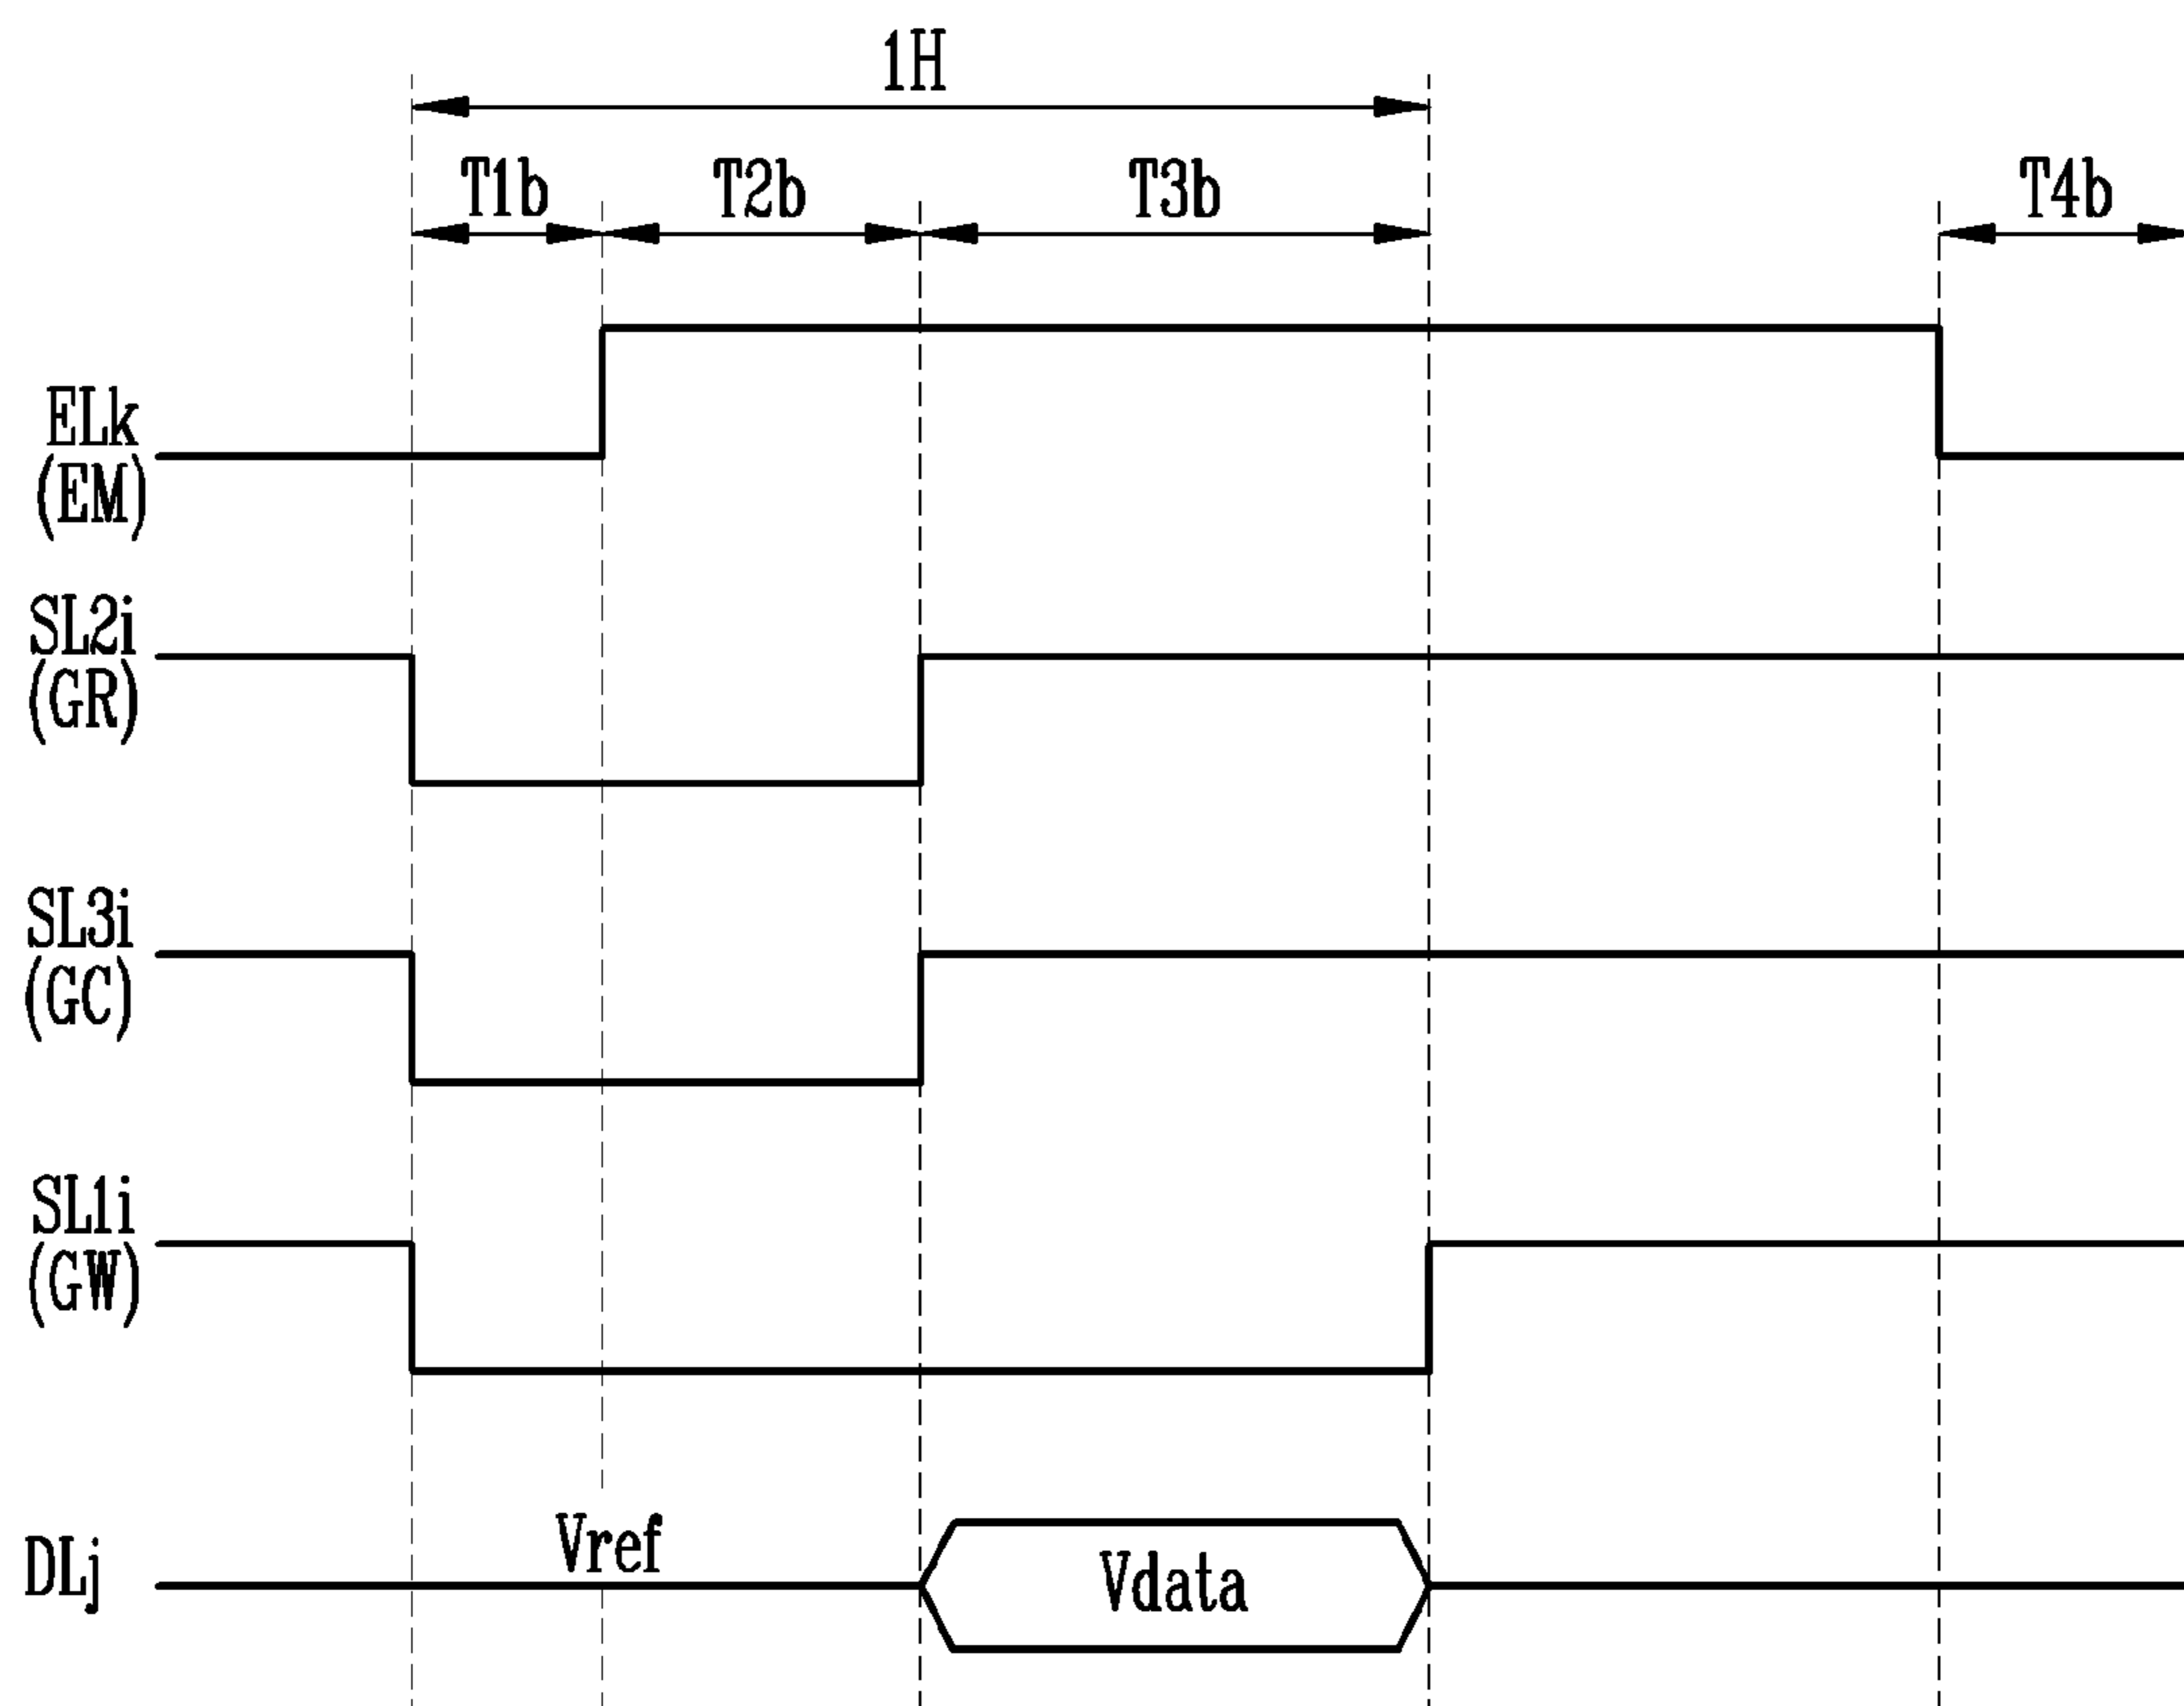 1H
T1b
T2b
T3b
T4b
ELk
(EM)
SL2i
(GR)
SL3i
(GC)
SL1i
(GW)
Vref
DLj
Vdata